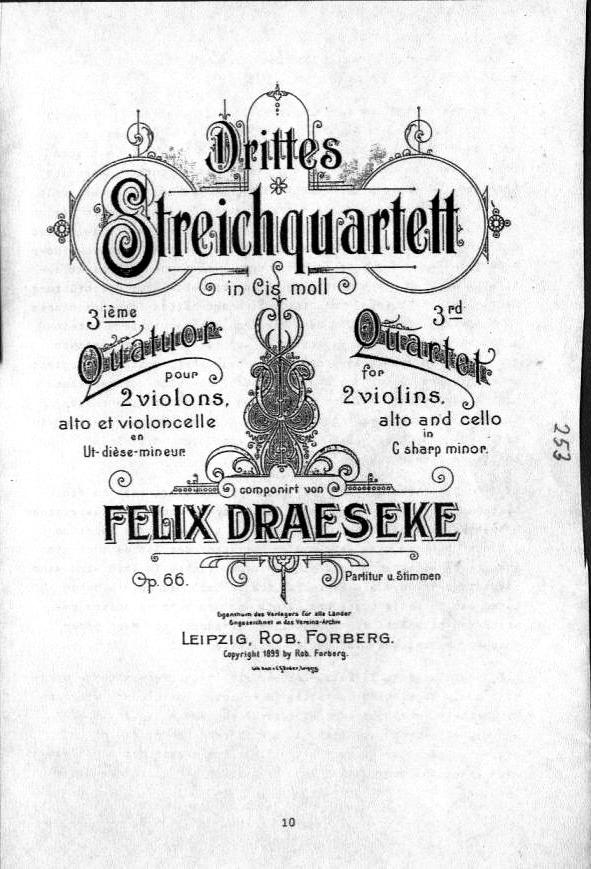 Drittes
Streichquartett
in Cis moll
3ième
Quatuor
pour
2 violons,
alto et violoncelle
en
Ut-dièse-mineur.
3rd
Quartet
for
2 violins,
alto and cello
in
C sharp minor.
253
componirt von
FELIX DRAESEKE
Op. 66.
Partitur u. Stimmen
Eigenthum des Verlegers für alle Länder
Eingezeichnet in das Vereins-Archiv
LEIPZIG, ROB. FORBERG.
Copyright 1899 by Rob. Forberg.
10